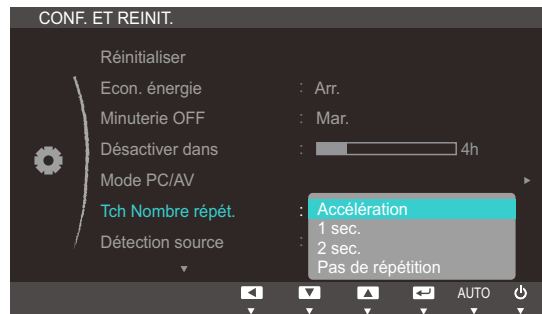 CONF. ET REINIT.
Réinitialiser
Econ. énergie : Arr.
Minuterie OFF : Mar.
Désactiver dans : 4h
Mode PC/AV
Tch Nombre répét. : Accélération
1 sec.
Détection source : 2 sec.
Pas de répétition
AUTO